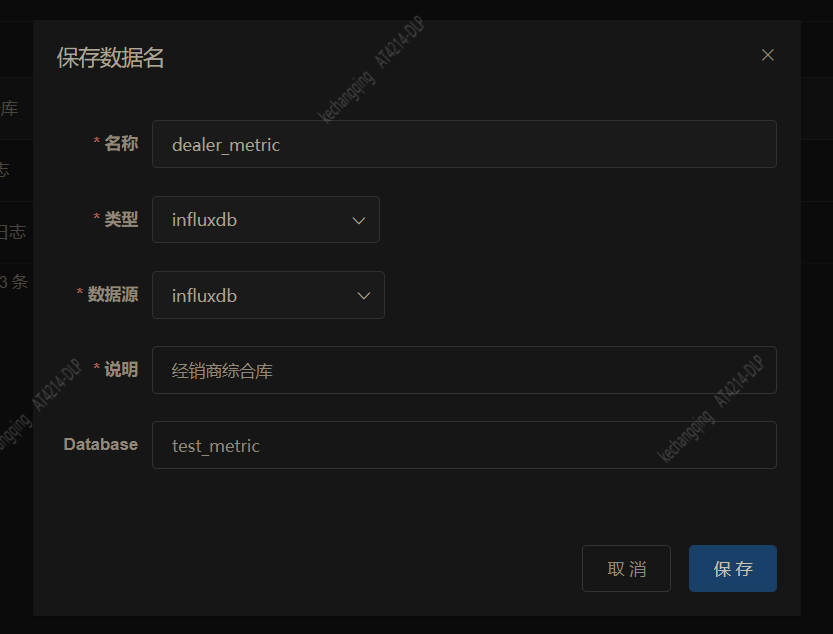 保存数据名
库
* 名称 dealer_metric
志
* 类型 influxdb
日志
3 条
* 数据源 influxdb
* 说明 经销商综合库
Database test_metric
取 消 保 存
kechangqing AT4214-DLP
kechangqing AT4214-DLP
angqing AT4214-DLP